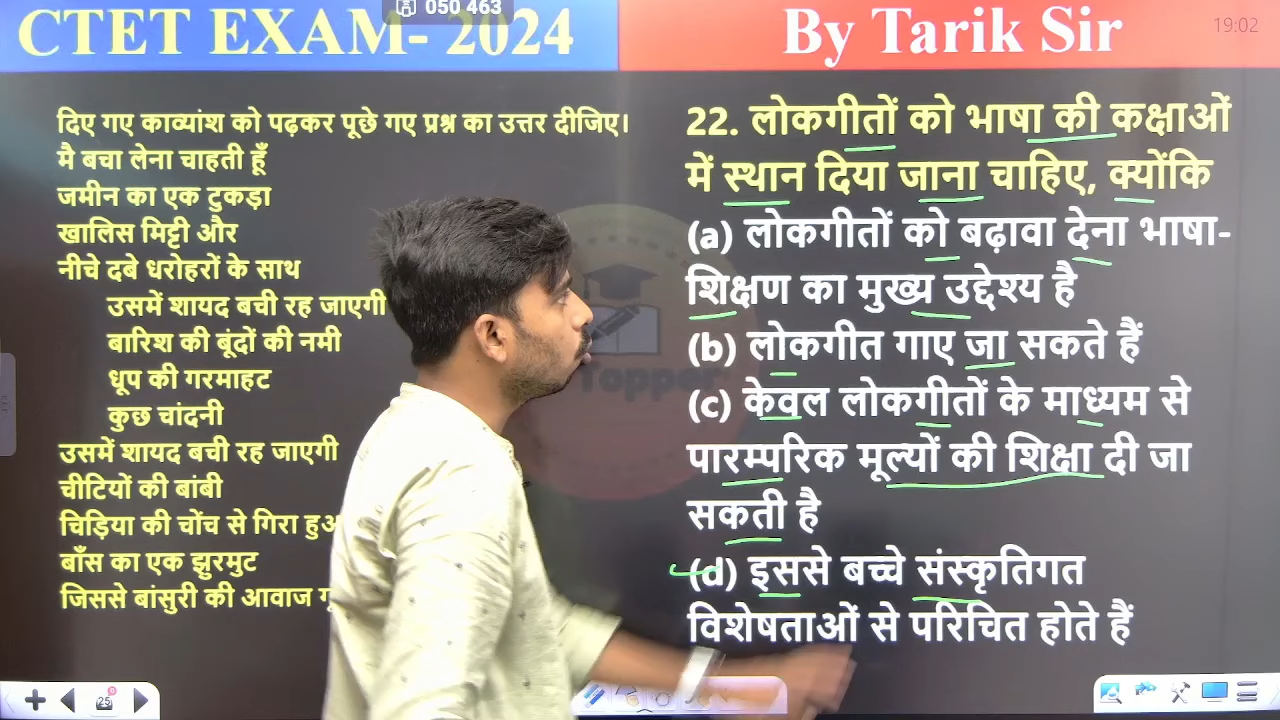 CTET EXAM- 2024
050 463
By Tarik Sir
19:02
दिए गए काव्यांश को पढ़कर पूछे गए प्रश्न का उत्तर दीजिए।
मै बचा लेना चाहती हूँ
जमीन का एक टुकड़ा
खालिस मिट्टी और
नीचे दबे धरोहरों के साथ
उसमें शायद बची रह जाएगी
बारिश की बूंदों की नमी
धूप की गरमाहट
कुछ चांदनी
उसमें शायद बची रह जाएगी
चीटियों की बांबी
चिड़िया की चोंच से गिरा
बाँस का एक झुरमुट
जिससे बांसुरी की आवाज
22. लोकगीतों को भाषा की कक्षाओं
में स्थान दिया जाना चाहिए, क्योंकि
(a) लोकगीतों को बढ़ावा देना भाषा-
शिक्षण का मुख्य उद्देश्य है
(b) लोकगीत गाए जा सकते हैं
(c) केवल लोकगीतों के माध्यम से
पारम्परिक मूल्यों की शिक्षा दी जा
सकती है
(d) इससे बच्चे संस्कृतिगत
विशेषताओं से परिचित होते हैं
Topper
25